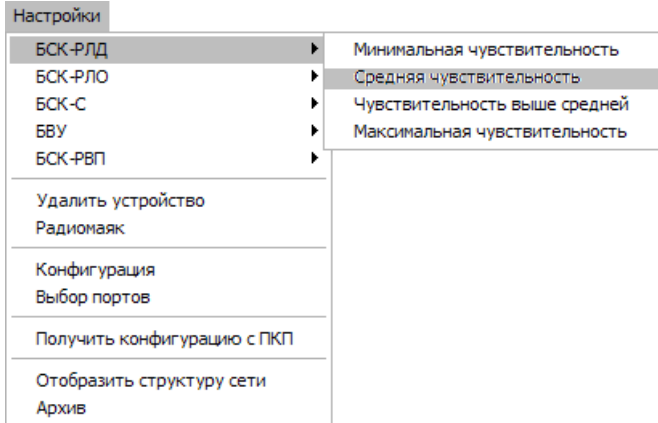 Настройки
БСК-РЛД
БСК-РЛО
БСК-С
БВУ
БСК-РВП
Удалить устройство
Радиомаяк
Конфигурация
Выбор портов
Получить конфигурацию с ПКП
Отобразить структуру сети
Архив
Минимальная чувствительность
Средняя чувствительность
Чувствительность выше средней
Максимальная чувствительность